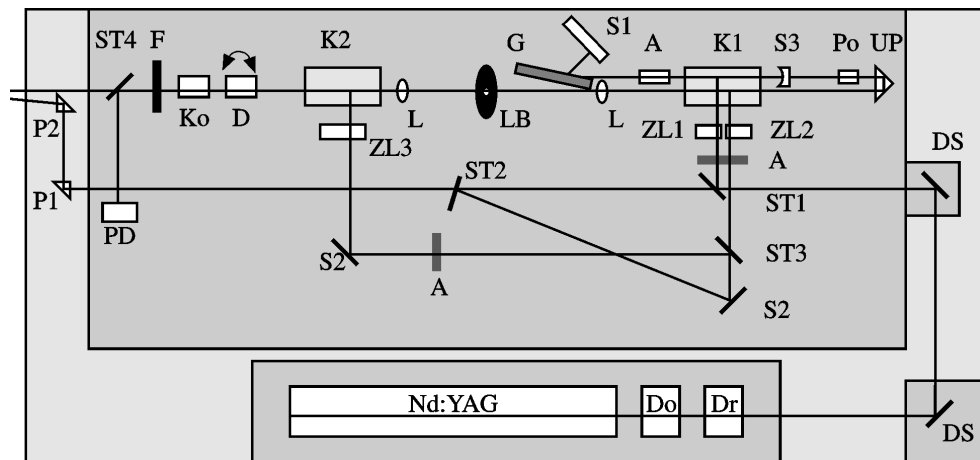 ST4 F K2 G S1 A K1 S3 Po UP
Ko D L LB L
P2 ZL3 ZL1 ZL2 DS
ST2 A
P1 ST1
PD
S2 A ST3
S2
Nd:YAG Do Dr
DS